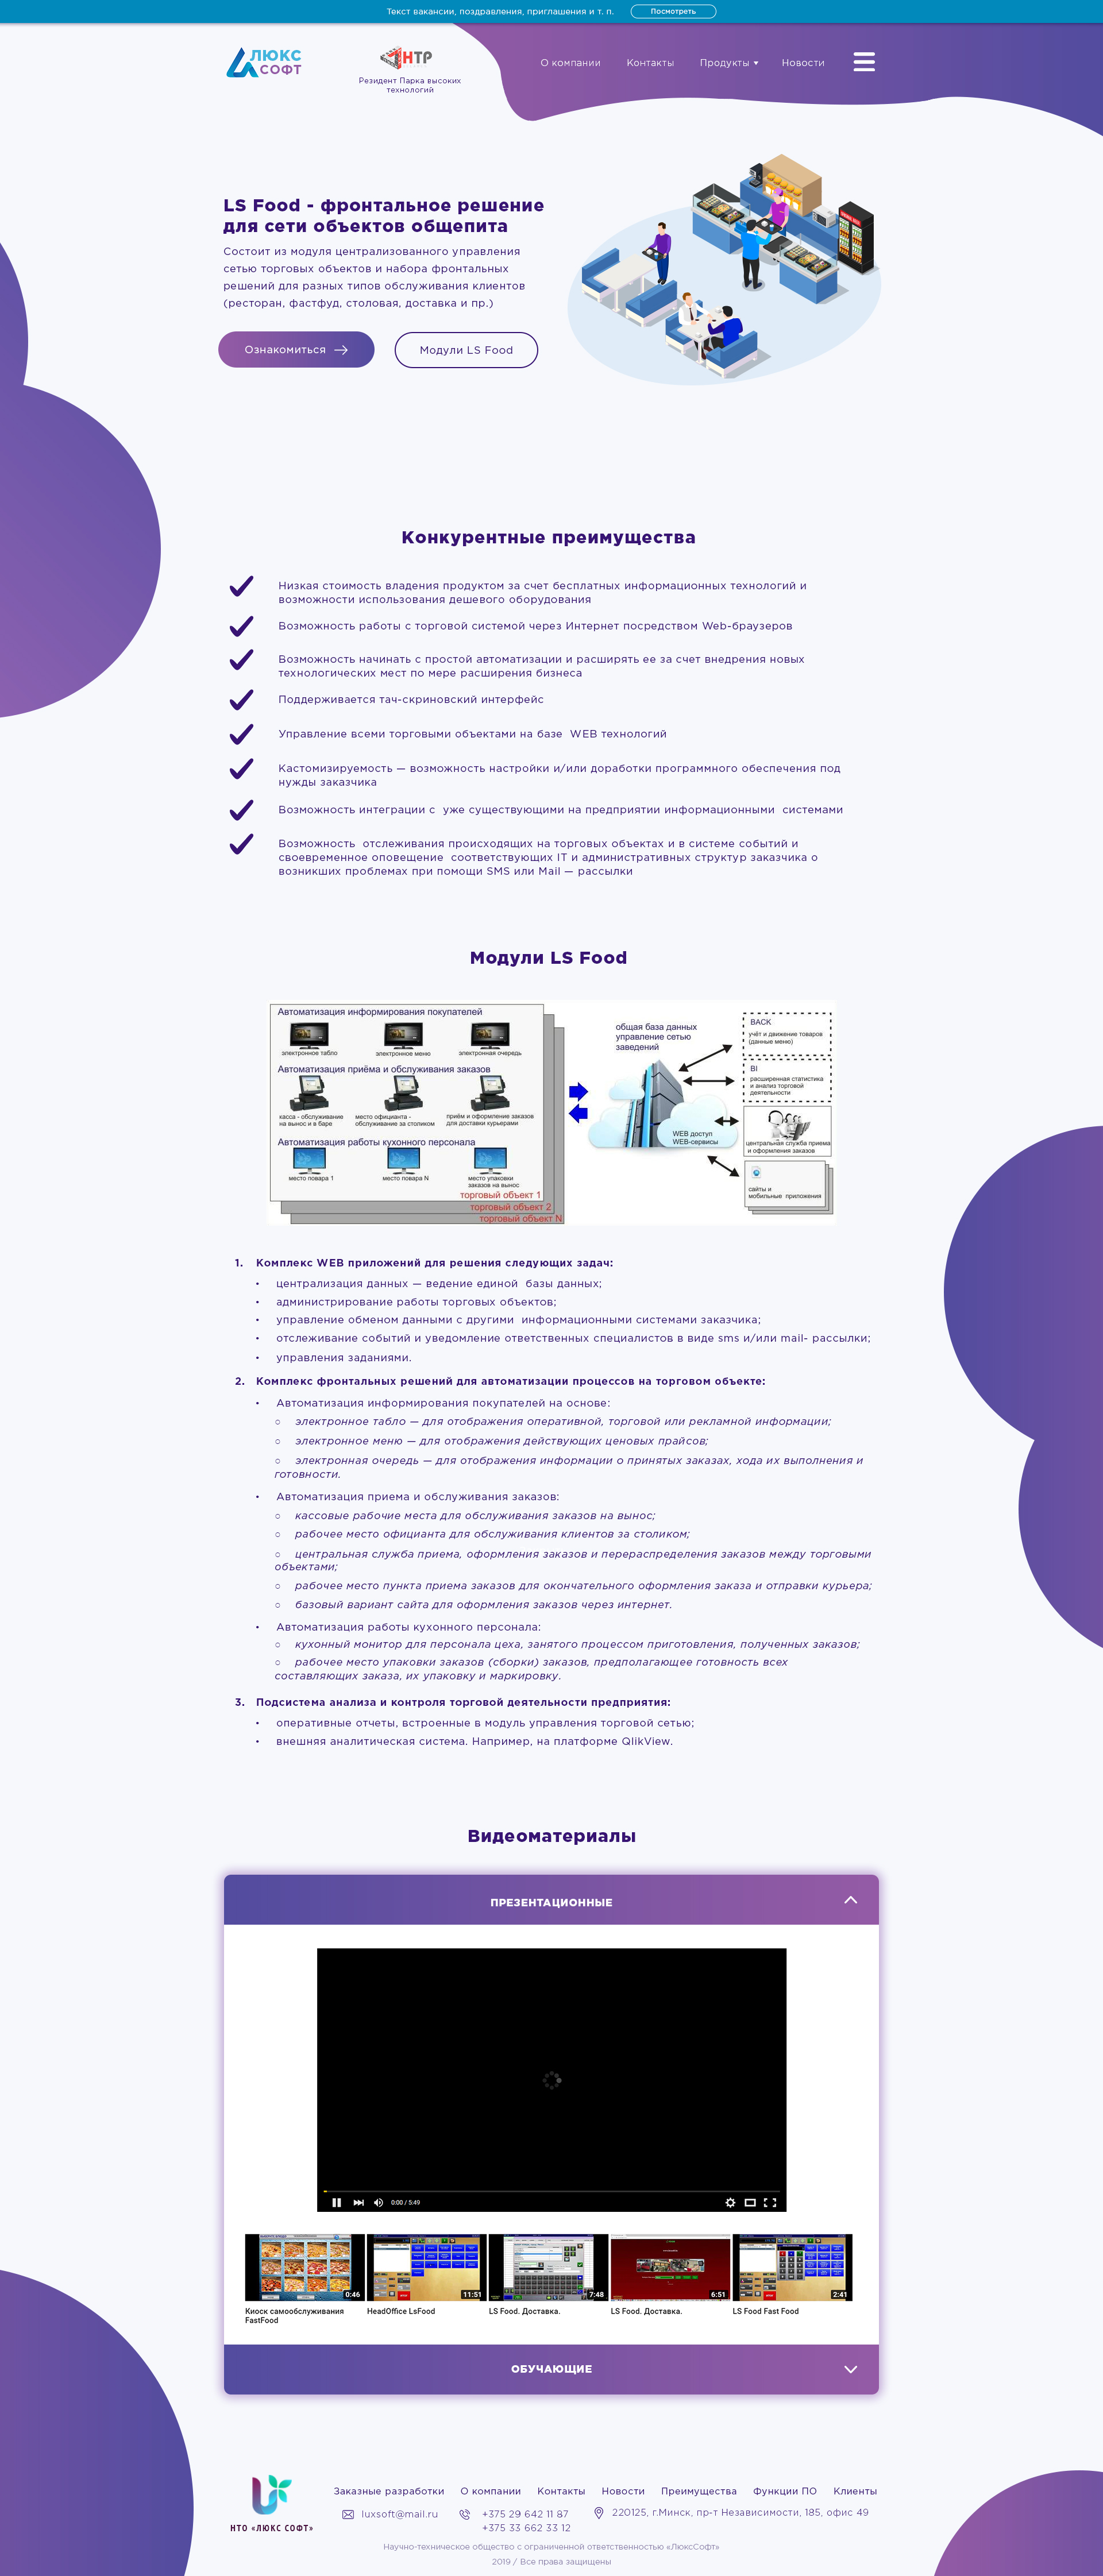 Текст вакансии, поздравления, приглашения и т. п.
Посмотреть
ЛЮКС
СОФТ
НТР
Резидент Парка высоких
технологий
О компании
Контакты
Продукты
Новости
LS Food - фронтальное решение
для сети объектов общепита
Состоит из модуля централизованного управления
сетью торговых объектов и набора фронтальных
решений для разных типов обслуживания клиентов
(ресторан, фастфуд, столовая, доставка и пр.)
Ознакомиться
Модули LS Food
Конкурентные преимущества
Низкая стоимость владения продуктом за счет бесплатных информационных технологий и
возможности использования дешевого оборудования
Возможность работы с торговой системой через Интернет посредством Web-браузеров
Возможность начинать с простой автоматизации и расширять ее за счет внедрения новых
технологических мест по мере расширения бизнеса
Поддерживается тач-скриновский интерфейс
Управление всеми торговыми объектами на базе WEB технологий
Кастомизируемость — возможность настройки и/или доработки программного обеспечения под
нужды заказчика
Возможность интеграции с уже существующими на предприятии информационными системами
Возможность отслеживания происходящих на торговых объектах и в системе событий и
своевременное оповещение соответствующих IT и административных структур заказчика о
возникших проблемах при помощи SMS или Mail — рассылки
Модули LS Food
Автоматизация информирования покупателей
электронное табло
электронное меню
электронная очередь
Автоматизация приёма и обслуживания заказов
касса - обслуживание
на вынос и в баре
место официанта -
обслуживание за столиком
приём и оформление заказов
для доставки курьерами
Автоматизация работы кухонного персонала
место повара 1
место повара N
место упаковки
заказов на вынос
торговый объект 1
торговый объект 2
торговый объект N
общая база данных
управление сетью
заведений
WEB доступ
WEB-сервисы
BACK
учёт и движение товаров
(данные меню)
BI
расширенная статистика
и анализ торговой
деятельности
центральная служба приема
и оформления заказов
сайты и
мобильные приложения
1. Комплекс WEB приложений для решения следующих задач:
• централизация данных — ведение единой базы данных;
• администрирование работы торговых объектов;
• управление обменом данными с другими информационными системами заказчика;
• отслеживание событий и уведомление ответственных специалистов в виде sms и/или mail- рассылки;
• управления заданиями.
2. Комплекс фронтальных решений для автоматизации процессов на торговом объекте:
• Автоматизация информирования покупателей на основе:
○ электронное табло — для отображения оперативной, торговой или рекламной информации;
○ электронное меню — для отображения действующих ценовых прайсов;
○ электронная очередь — для отображения информации о принятых заказах, хода их выполнения и
готовности.
• Автоматизация приема и обслуживания заказов:
○ кассовые рабочие места для обслуживания заказов на вынос;
○ рабочее место официанта для обслуживания клиентов за столиком;
○ центральная служба приема, оформления заказов и перераспределения заказов между торговыми
объектами;
○ рабочее место пункта приема заказов для окончательного оформления заказа и отправки курьера;
○ базовый вариант сайта для оформления заказов через интернет.
• Автоматизация работы кухонного персонала:
○ кухонный монитор для персонала цеха, занятого процессом приготовления, полученных заказов;
○ рабочее место упаковки заказов (сборки) заказов, предполагающее готовность всех
составляющих заказа, их упаковку и маркировку.
3. Подсистема анализа и контроля торговой деятельности предприятия:
• оперативные отчеты, встроенные в модуль управления торговой сетью;
• внешняя аналитическая система. Например, на платформе QlikView.
Видеоматериалы
ПРЕЗЕНТАЦИОННЫЕ
0:00 / 5:49
0:46
11:51
7:48
6:51
2:41
Киоск самообслуживания
FastFood
HeadOffice LsFood
LS Food. Доставка.
LS Food. Доставка.
LS Food Fast Food
ОБУЧАЮЩИЕ
НТО «ЛЮКС СОФТ»
Заказные разработки
О компании
Контакты
Новости
Преимущества
Функции ПО
Клиенты
luxsoft@mail.ru
+375 29 642 11 87
+375 33 662 33 12
220125, г.Минск, пр-т Независимости, 185, офис 49
Научно-техническое общество с ограниченной ответственностью «ЛюксСофт»
2019 / Все права защищены